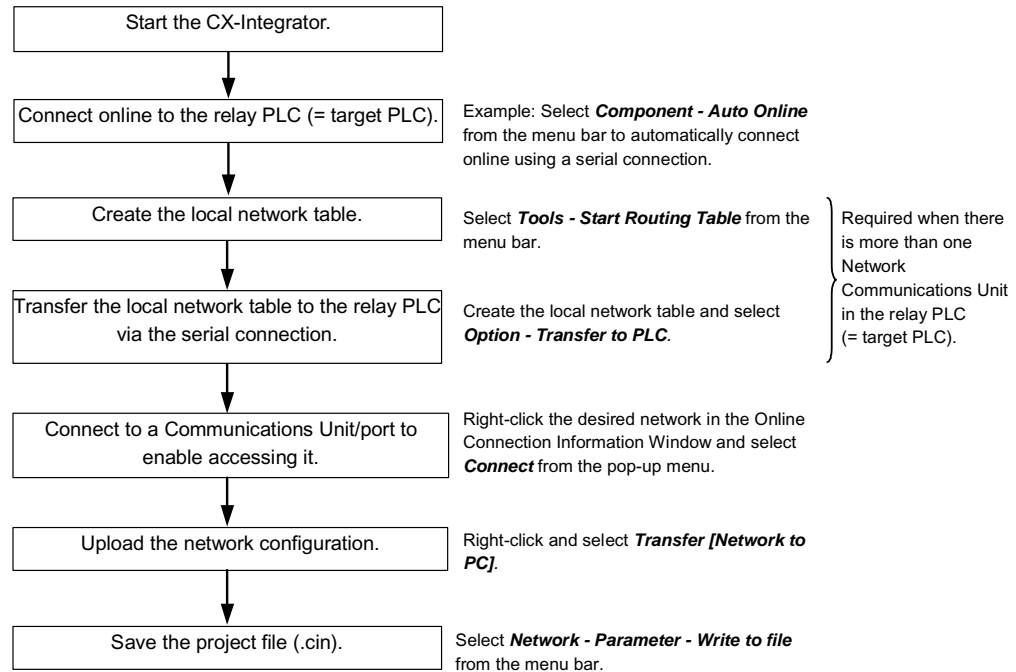 Start the CX-Integrator.
Connect online to the relay PLC (= target PLC).
Example: Select Component - Auto Online
from the menu bar to automatically connect
online using a serial connection.
Create the local network table.
Select Tools - Start Routing Table from the
menu bar.
Required when there
is more than one
Network
Communications Unit
in the relay PLC
(= target PLC).
Transfer the local network table to the relay PLC
via the serial connection.
Create the local network table and select
Option - Transfer to PLC.
Connect to a Communications Unit/port to
enable accessing it.
Right-click the desired network in the Online
Connection Information Window and select
Connect from the pop-up menu.
Upload the network configuration.
Right-click and select Transfer [Network to
PC].
Save the project file (.cin).
Select Network - Parameter - Write to file
from the menu bar.